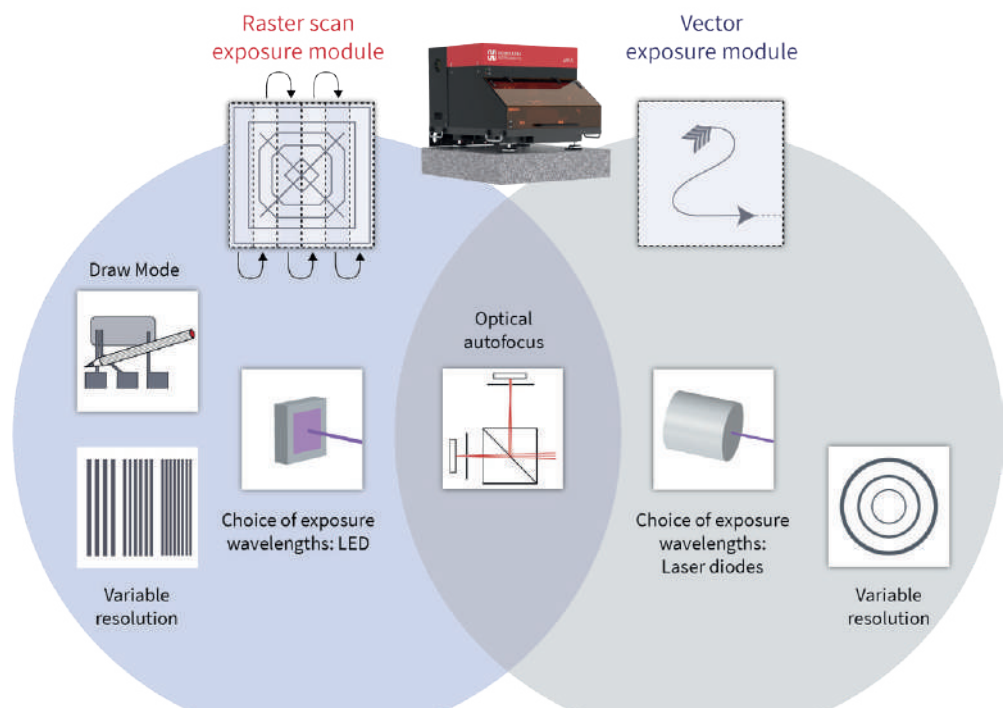 Raster scan
exposure module
Vector
exposure module
Draw Mode
Optical
autofocus
Choice of exposure
wavelengths: LED
Choice of exposure
wavelengths:
Laser diodes
Variable
resolution
Variable
resolution